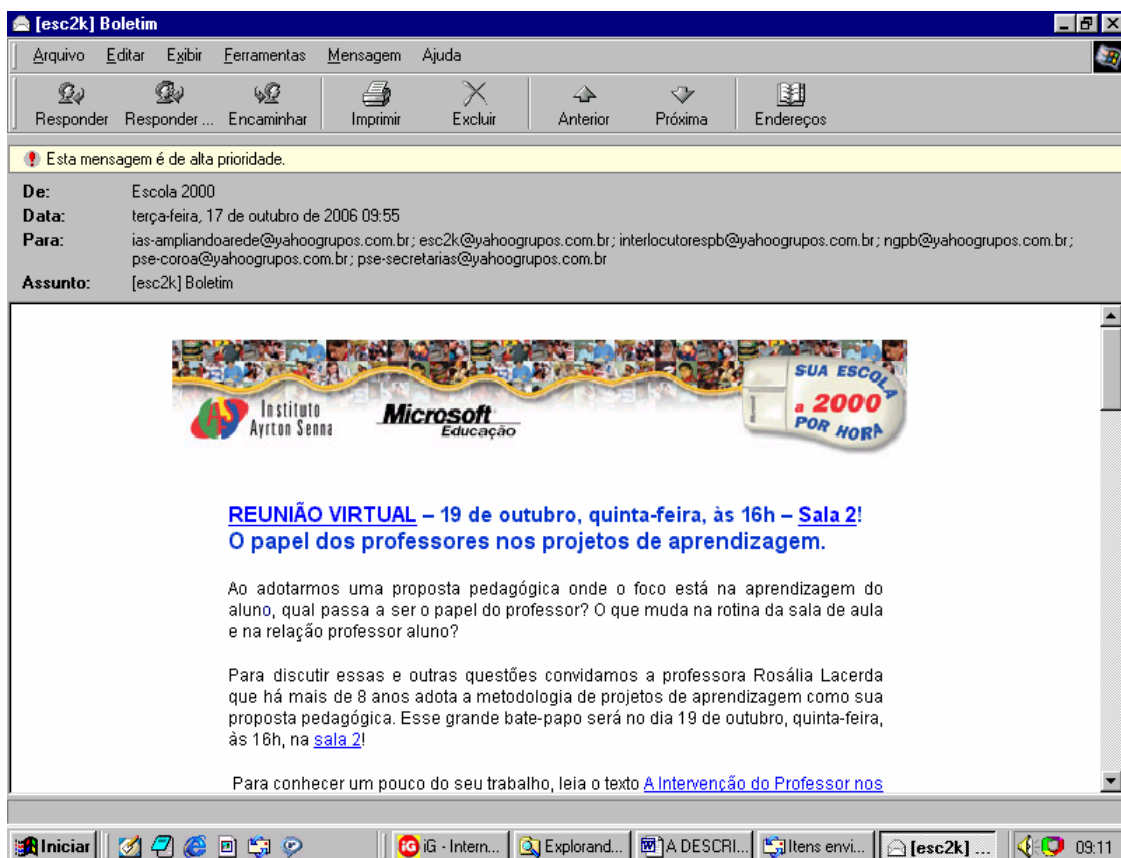 [esc2k] Boletim
Arquivo Editar Exibir Ferramentas Mensagem Ajuda
Responder Responder ... Encaminhar Imprimir Excluir Anterior Próxima Endereços
Esta mensagem é de alta prioridade.
De: Escola 2000
Data: terça-feira, 17 de outubro de 2006 09:55
Para: ias-ampliandoarede@yahoogrupos.com.br; esc2k@yahoogrupos.com.br; interlocutorespb@yahoogrupos.com.br; ngpb@yahoogrupos.com.br;
pse-coroa@yahoogrupos.com.br; pse-secretarias@yahoogrupos.com.br
Assunto: [esc2k] Boletim
Instituto
Ayrton Senna
Microsoft
Educação
SUA ESCOLA
a 2000
POR HORA
REUNIÃO VIRTUAL – 19 de outubro, quinta-feira, às 16h – Sala 2!
O papel dos professores nos projetos de aprendizagem.
Ao adotarmos uma proposta pedagógica onde o foco está na aprendizagem do
aluno, qual passa a ser o papel do professor? O que muda na rotina da sala de aula
e na relação professor aluno?
Para discutir essas e outras questões convidamos a professora Rosália Lacerda
que há mais de 8 anos adota a metodologia de projetos de aprendizagem como sua
proposta pedagógica. Esse grande bate-papo será no dia 19 de outubro, quinta-feira,
às 16h, na sala 2!
Para conhecer um pouco do seu trabalho, leia o texto A Intervenção do Professor nos
Iniciar iG - Intern... Explorand... A DESCRI... Itens envi... [esc2k] ... 09:11